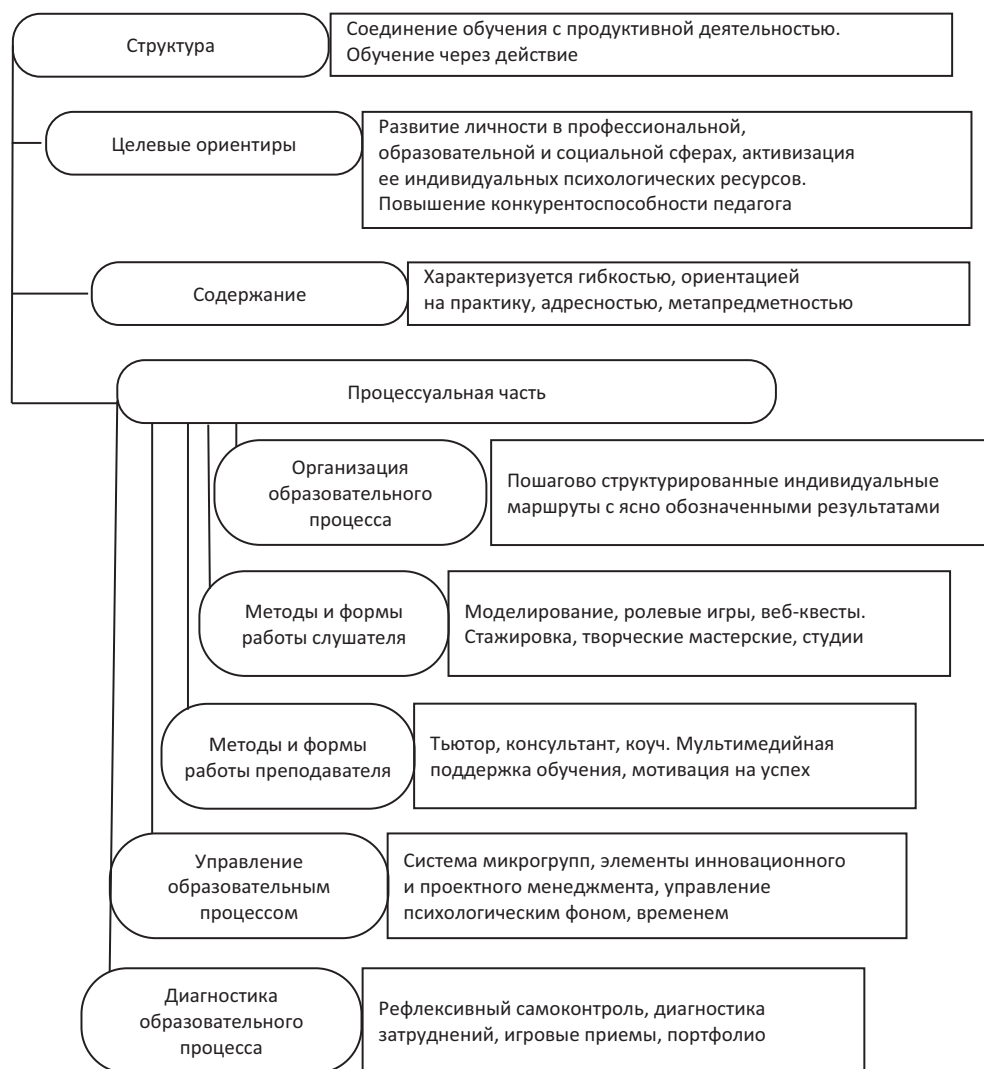 Структура
Соединение обучения с продуктивной деятельностью.
Обучение через действие
Целевые ориентиры
Развитие личности в профессиональной,
образовательной и социальной сферах, активизация
ее индивидуальных психологических ресурсов.
Повышение конкурентоспособности педагога
Содержание
Характеризуется гибкостью, ориентацией
на практику, адресностью, метапредметностью
Процессуальная часть
Организация
образовательного
процесса
Пошагово структурированные индивидуальные
маршруты с ясно обозначенными результатами
Методы и формы
работы слушателя
Моделирование, ролевые игры, веб-квесты.
Стажировка, творческие мастерские, студии
Методы и формы
работы преподавателя
Тьютор, консультант, коуч. Мультимедийная
поддержка обучения, мотивация на успех
Управление
образовательным
процессом
Система микрогрупп, элементы инновационного
и проектного менеджмента, управление
психологическим фоном, временем
Диагностика
образовательного
процесса
Рефлексивный самоконтроль, диагностика
затруднений, игровые приемы, портфолио